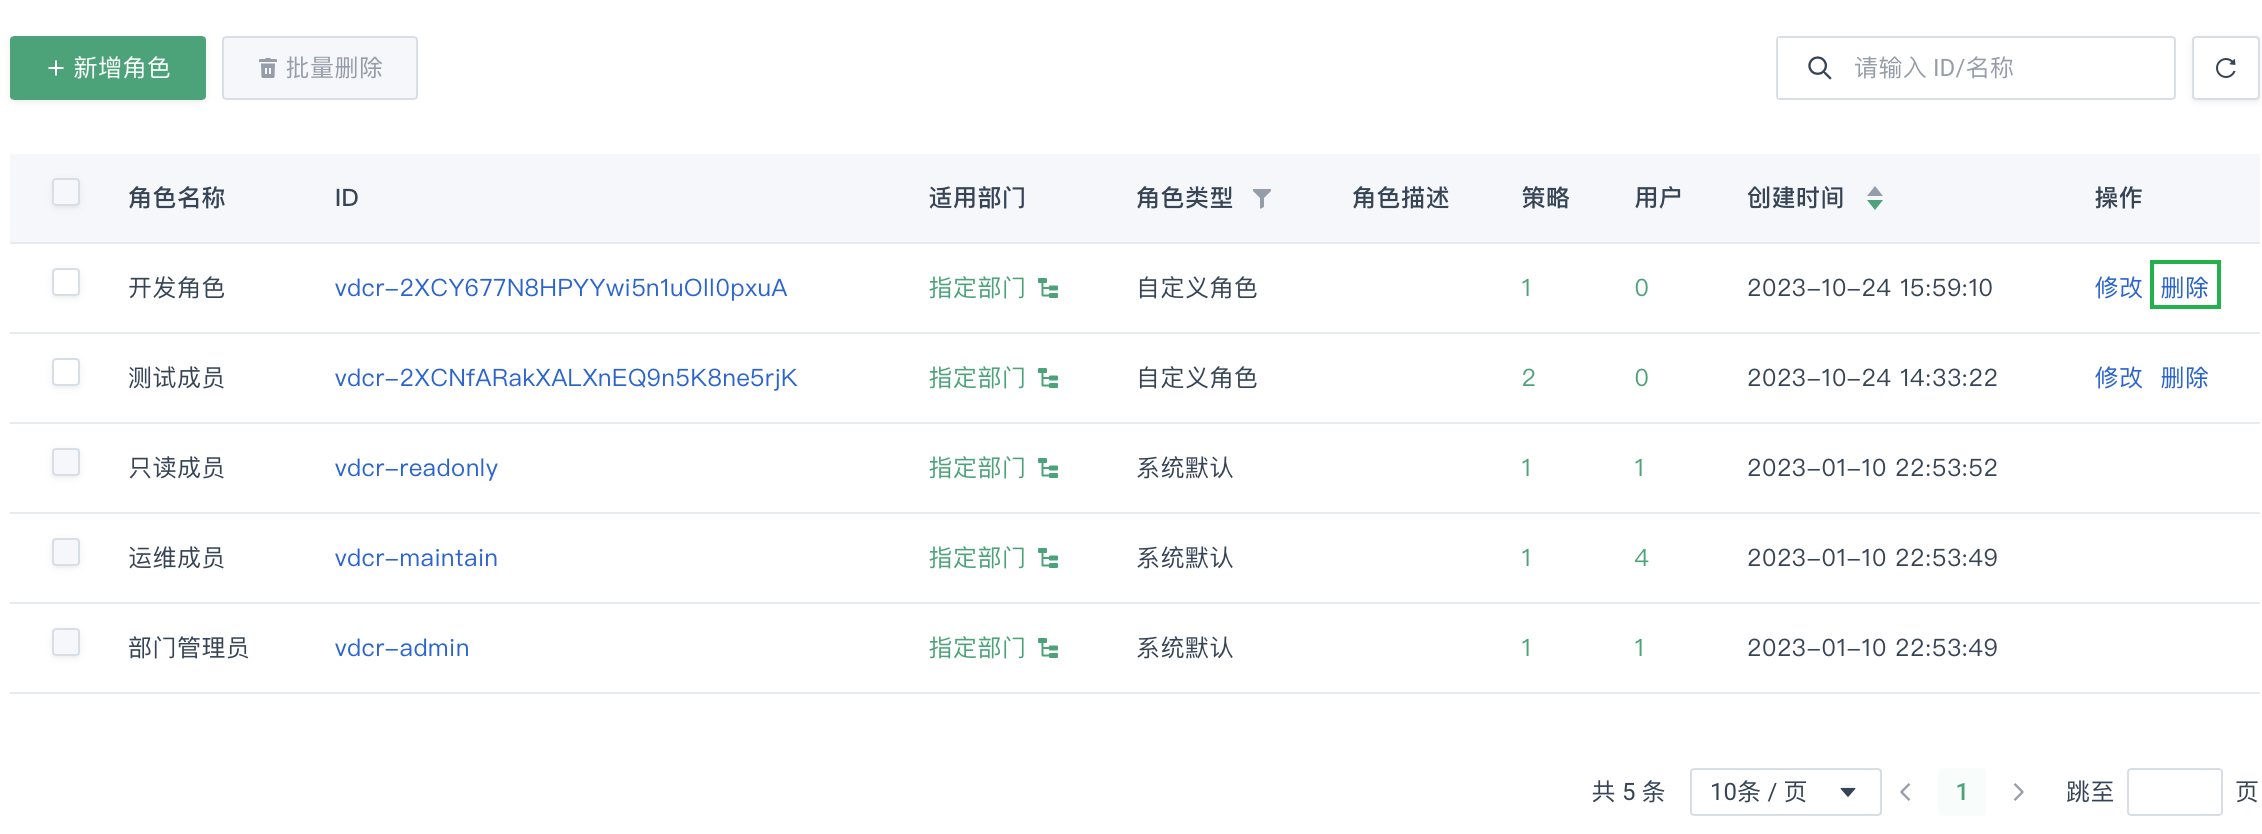 + 新增角色 批量删除 请输入 ID/名称
角色名称 ID 适用部门 角色类型 角色描述 策略 用户 创建时间 操作
开发角色 vdcr-2XCY677N8HPYYwi5n1uOll0pxuA 指定部门 自定义角色 1 0 2023-10-24 15:59:10 修改 删除
测试成员 vdcr-2XCNfARakXALXnEQ9n5K8ne5rjK 指定部门 自定义角色 2 0 2023-10-24 14:33:22 修改 删除
只读成员 vdcr-readonly 指定部门 系统默认 1 1 2023-01-10 22:53:52
运维成员 vdcr-maintain 指定部门 系统默认 1 4 2023-01-10 22:53:49
部门管理员 vdcr-admin 指定部门 系统默认 1 1 2023-01-10 22:53:49
共 5 条 10条 / 页 1 跳至 页